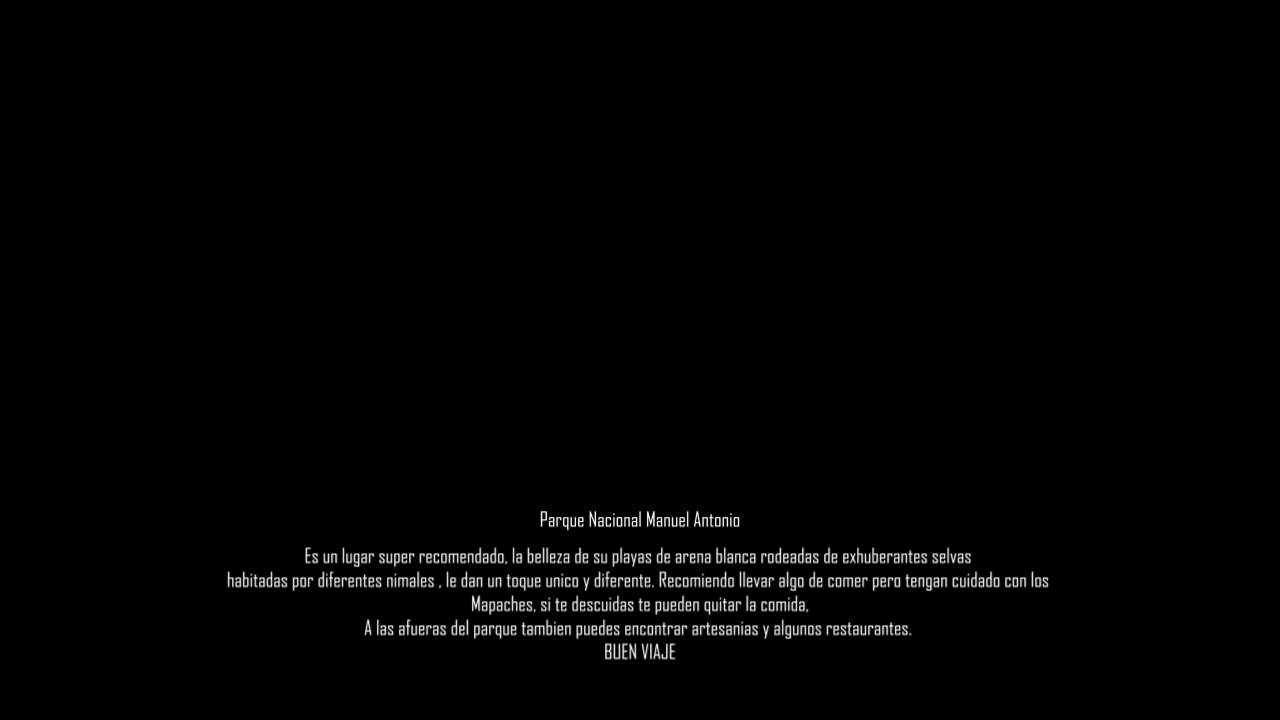 Parque Nacional Manuel Antonio
Es un lugar super recomendado, la belleza de su playas de arena blanca rodeadas de exhuberantes selvas
habitadas por diferentes nimales , le dan un toque unico y diferente. Recomiendo llevar algo de comer pero tengan cuidado con los
Mapaches, si te descuidas te pueden quitar la comida,
A las afueras del parque tambien puedes encontrar artesanias y algunos restaurantes.
BUEN VIAJE